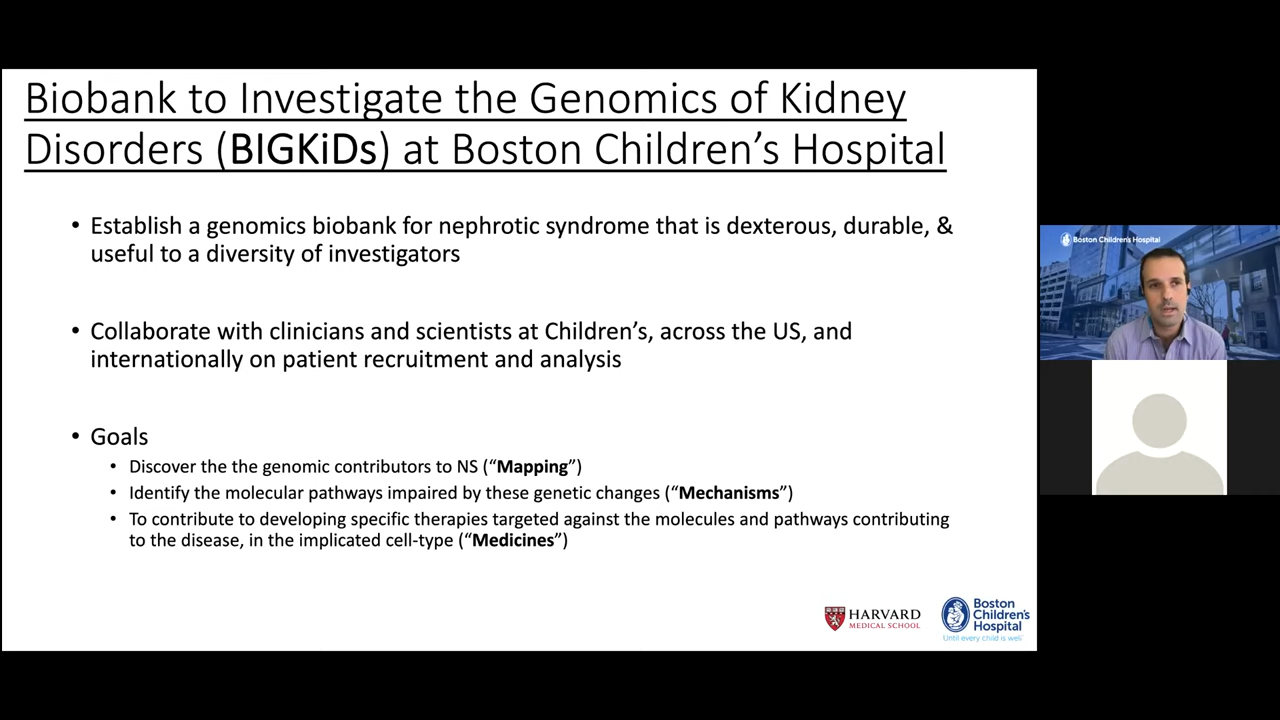 Biobank to Investigate the Genomics of Kidney
Disorders (BIGKiDs) at Boston Children’s Hospital
• Establish a genomics biobank for nephrotic syndrome that is dexterous, durable, &
useful to a diversity of investigators
• Collaborate with clinicians and scientists at Children’s, across the US, and
internationally on patient recruitment and analysis
• Goals
• Discover the the genomic contributors to NS (“Mapping”)
• Identify the molecular pathways impaired by these genetic changes (“Mechanisms”)
• To contribute to developing specific therapies targeted against the molecules and pathways contributing
to the disease, in the implicated cell-type (“Medicines”)
HARVARD
MEDICAL SCHOOL
Boston
Children's
Hospital
Until every child is well
Boston Children's Hospital